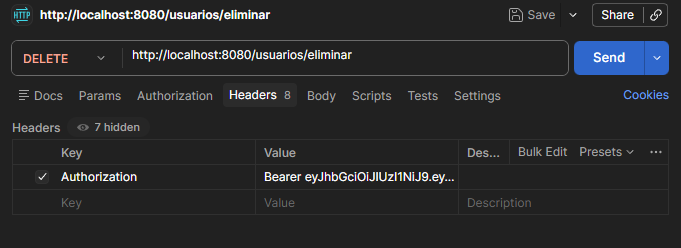 HTTP http://localhost:8080/usuarios/eliminar Save Share
DELETE http://localhost:8080/usuarios/eliminar Send
Docs Params Authorization Headers 8 Body Scripts Tests Settings Cookies
Headers 7 hidden
Key Value Des... Bulk Edit Presets
Authorization Bearer eyJhbGciOiJIUzI1NiJ9.ey...
Key Value Description